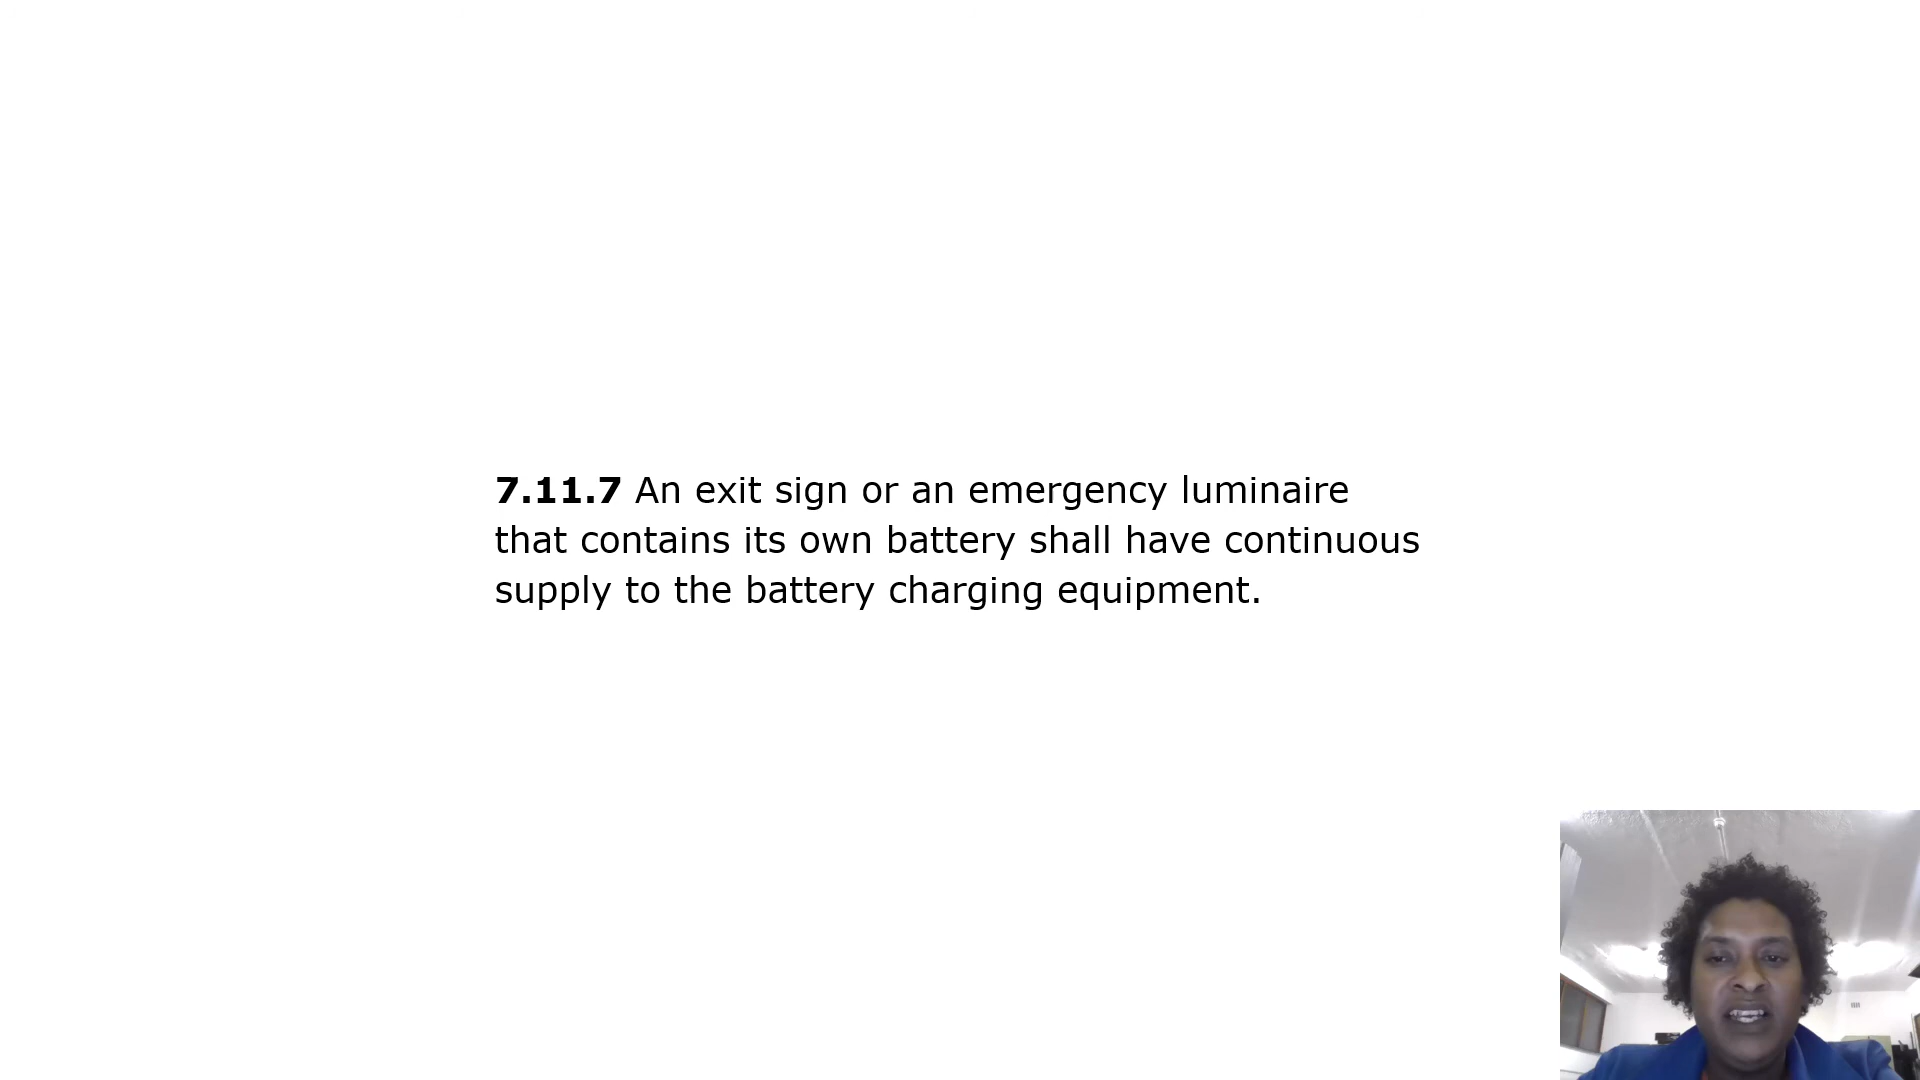 7.11.7 An exit sign or an emergency luminaire
that contains its own battery shall have continuous
supply to the battery charging equipment.